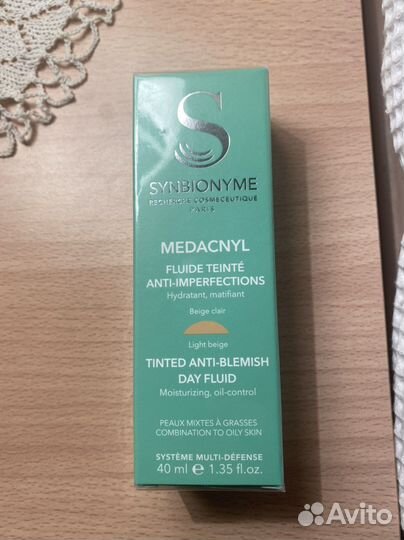 S
SYNBIONYME
RECHERCHE COSMÉCEUTIQUE
PARIS
MEDACNYL
FLUIDE TEINTÉ
ANTI-IMPERFECTIONS
Hydratant, matifiant
Beige clair
Light beige
TINTED ANTI-BLEMISH
DAY FLUID
Moisturizing, oil-control
PEAUX MIXTES À GRASSES
COMBINATION TO OILY SKIN
SYSTÈME MULTI-DÉFENSE
40 ml ℮ 1.35 fl.oz.
Avito